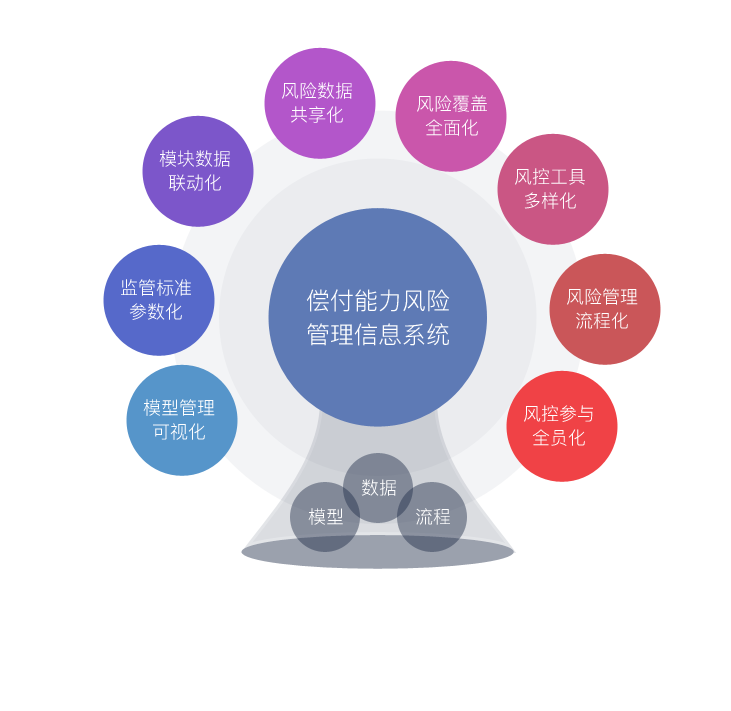 风险数据
共享化
风险覆盖
全面化
模块数据
联动化
风控工具
多样化
监管标准
参数化
偿付能力风险
管理信息系统
风险管理
流程化
模型管理
可视化
风控参与
全员化
数据
模型
流程